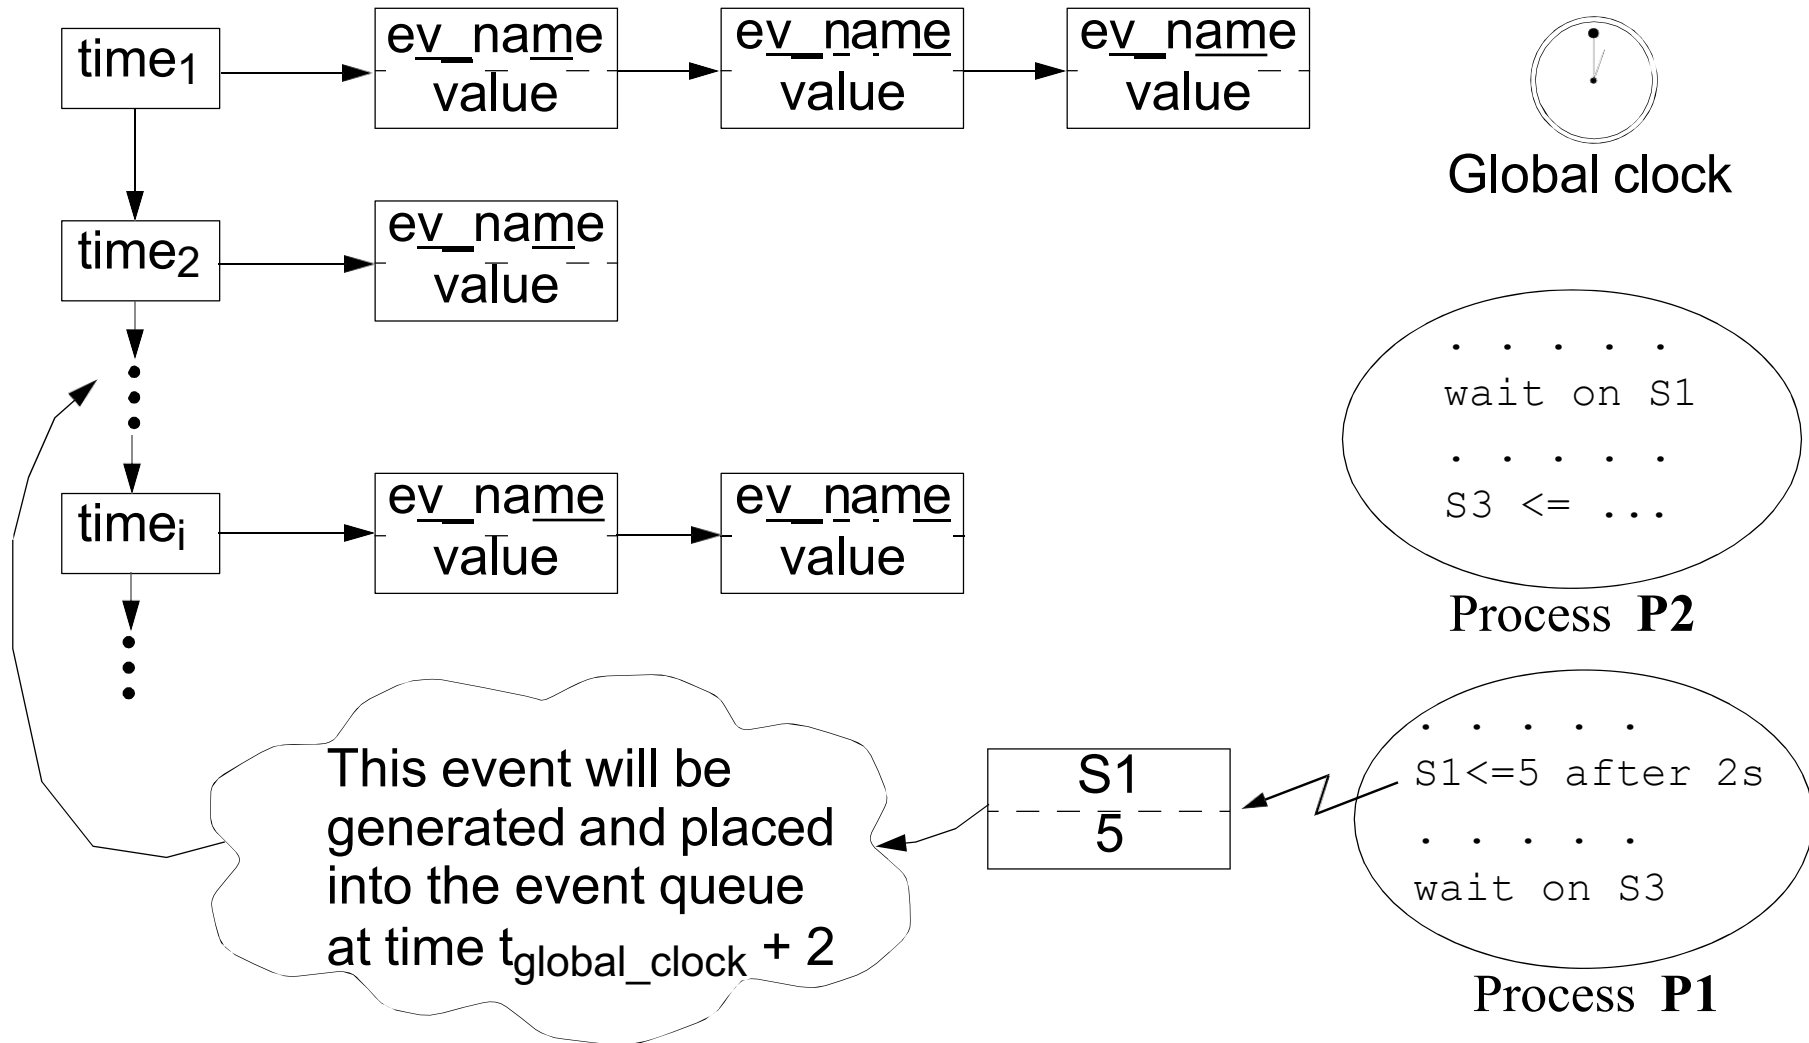 time1
ev_name
value
ev_name
value
ev_name
value
Global clock
time2
ev_name
value
timei
ev_name
value
ev_name
value
. . . . .
wait on S1
. . . . .
S3 <= ...
Process P2
This event will be
generated and placed
into the event queue
at time tglobal_clock + 2
S1
5
. . . . .
S1<=5 after 2s
. . . . .
wait on S3
Process P1